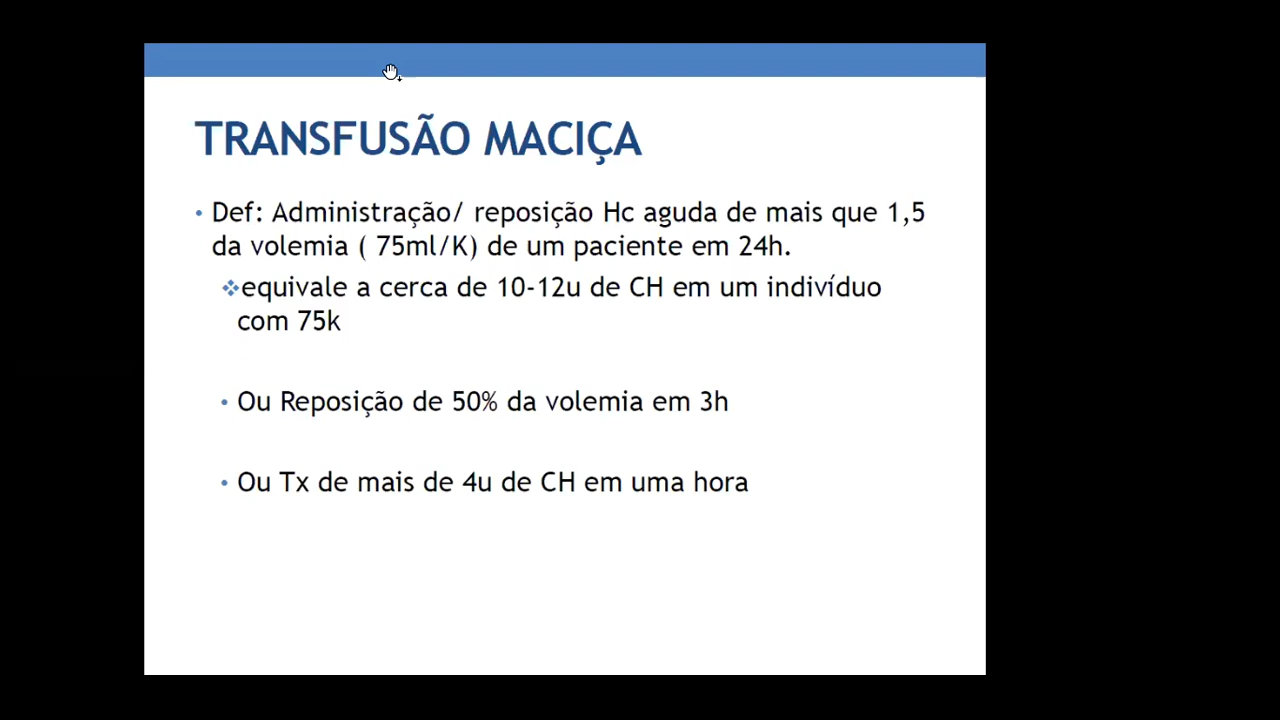 TRANSFUSÃO MACIÇA
• Def: Administração/ reposição Hc aguda de mais que 1,5
da volemia ( 75ml/K) de um paciente em 24h.
❖equivale a cerca de 10-12u de CH em um indivíduo
com 75k
• Ou Reposição de 50% da volemia em 3h
• Ou Tx de mais de 4u de CH em uma hora